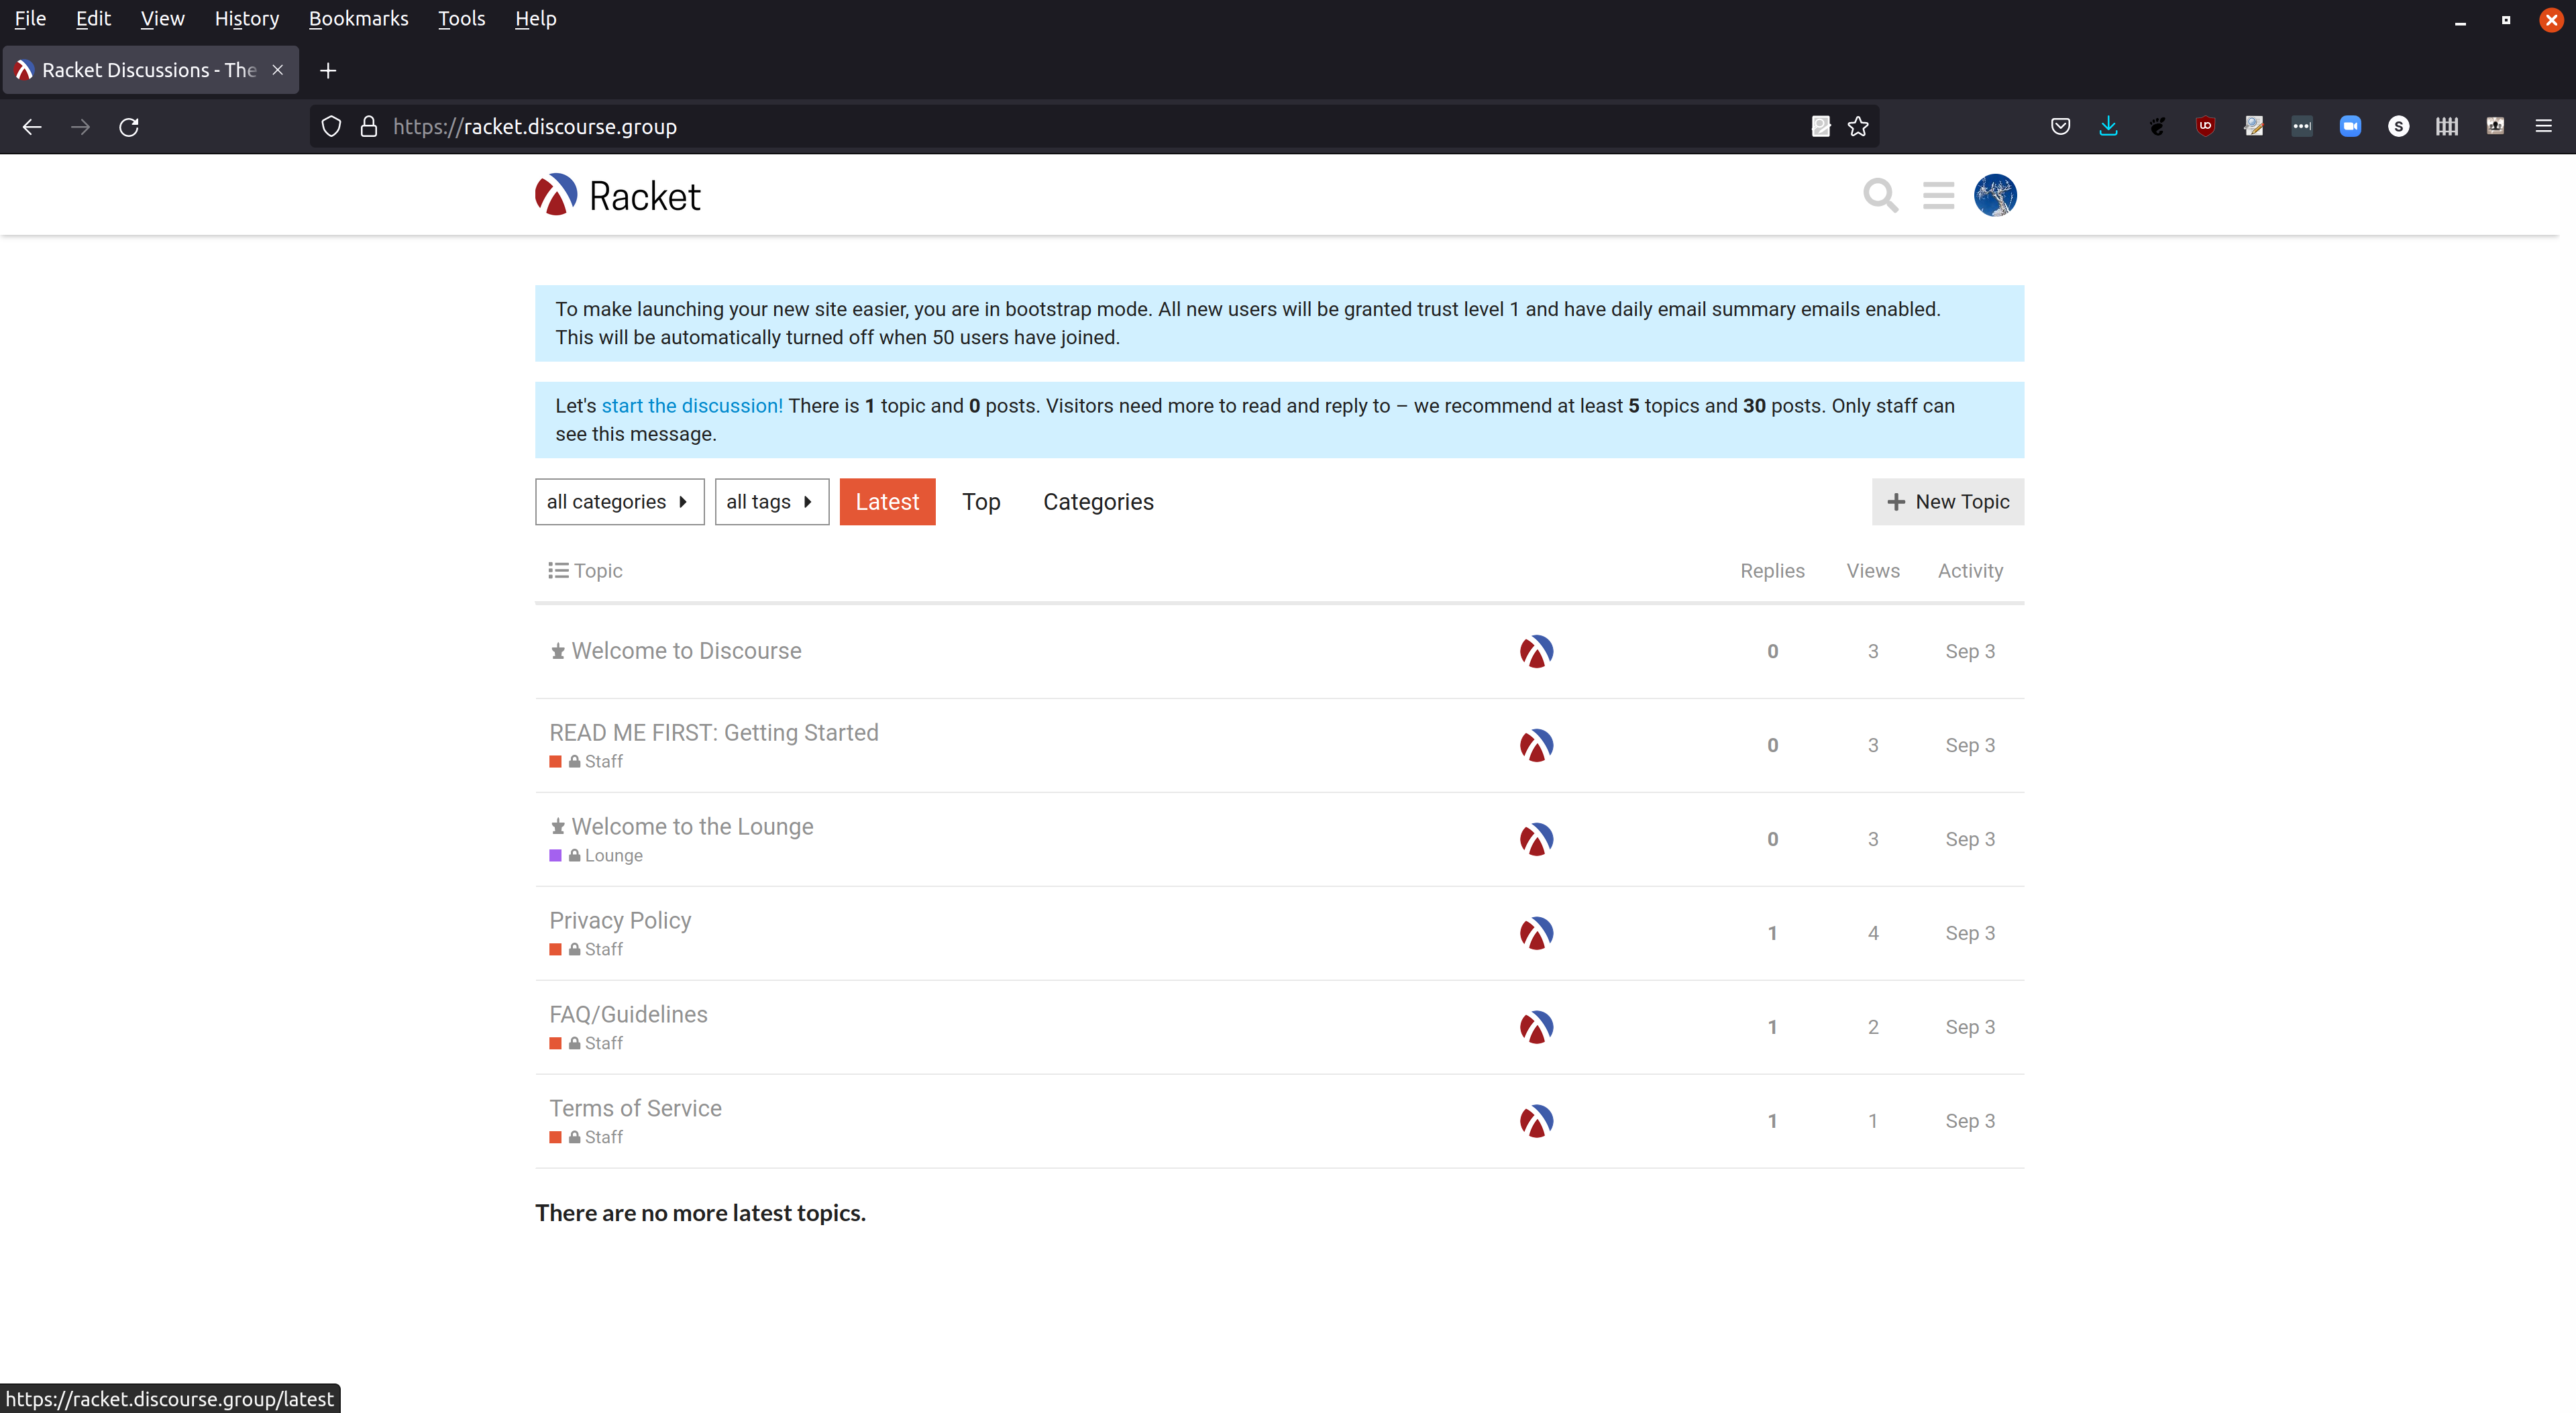 File Edit View History Bookmarks Tools Help
Racket Discussions - The
https://racket.discourse.group
Racket
To make launching your new site easier, you are in bootstrap mode. All new users will be granted trust level 1 and have daily email summary emails enabled.
This will be automatically turned off when 50 users have joined.
Let's start the discussion! There is 1 topic and 0 posts. Visitors need more to read and reply to – we recommend at least 5 topics and 30 posts. Only staff can
see this message.
all categories all tags Latest Top Categories New Topic
Topic Replies Views Activity
Welcome to Discourse 0 3 Sep 3
READ ME FIRST: Getting Started 0 3 Sep 3
Staff
Welcome to the Lounge 0 3 Sep 3
Lounge
Privacy Policy 1 4 Sep 3
Staff
FAQ/Guidelines 1 2 Sep 3
Staff
Terms of Service 1 1 Sep 3
Staff
There are no more latest topics.
https://racket.discourse.group/latest